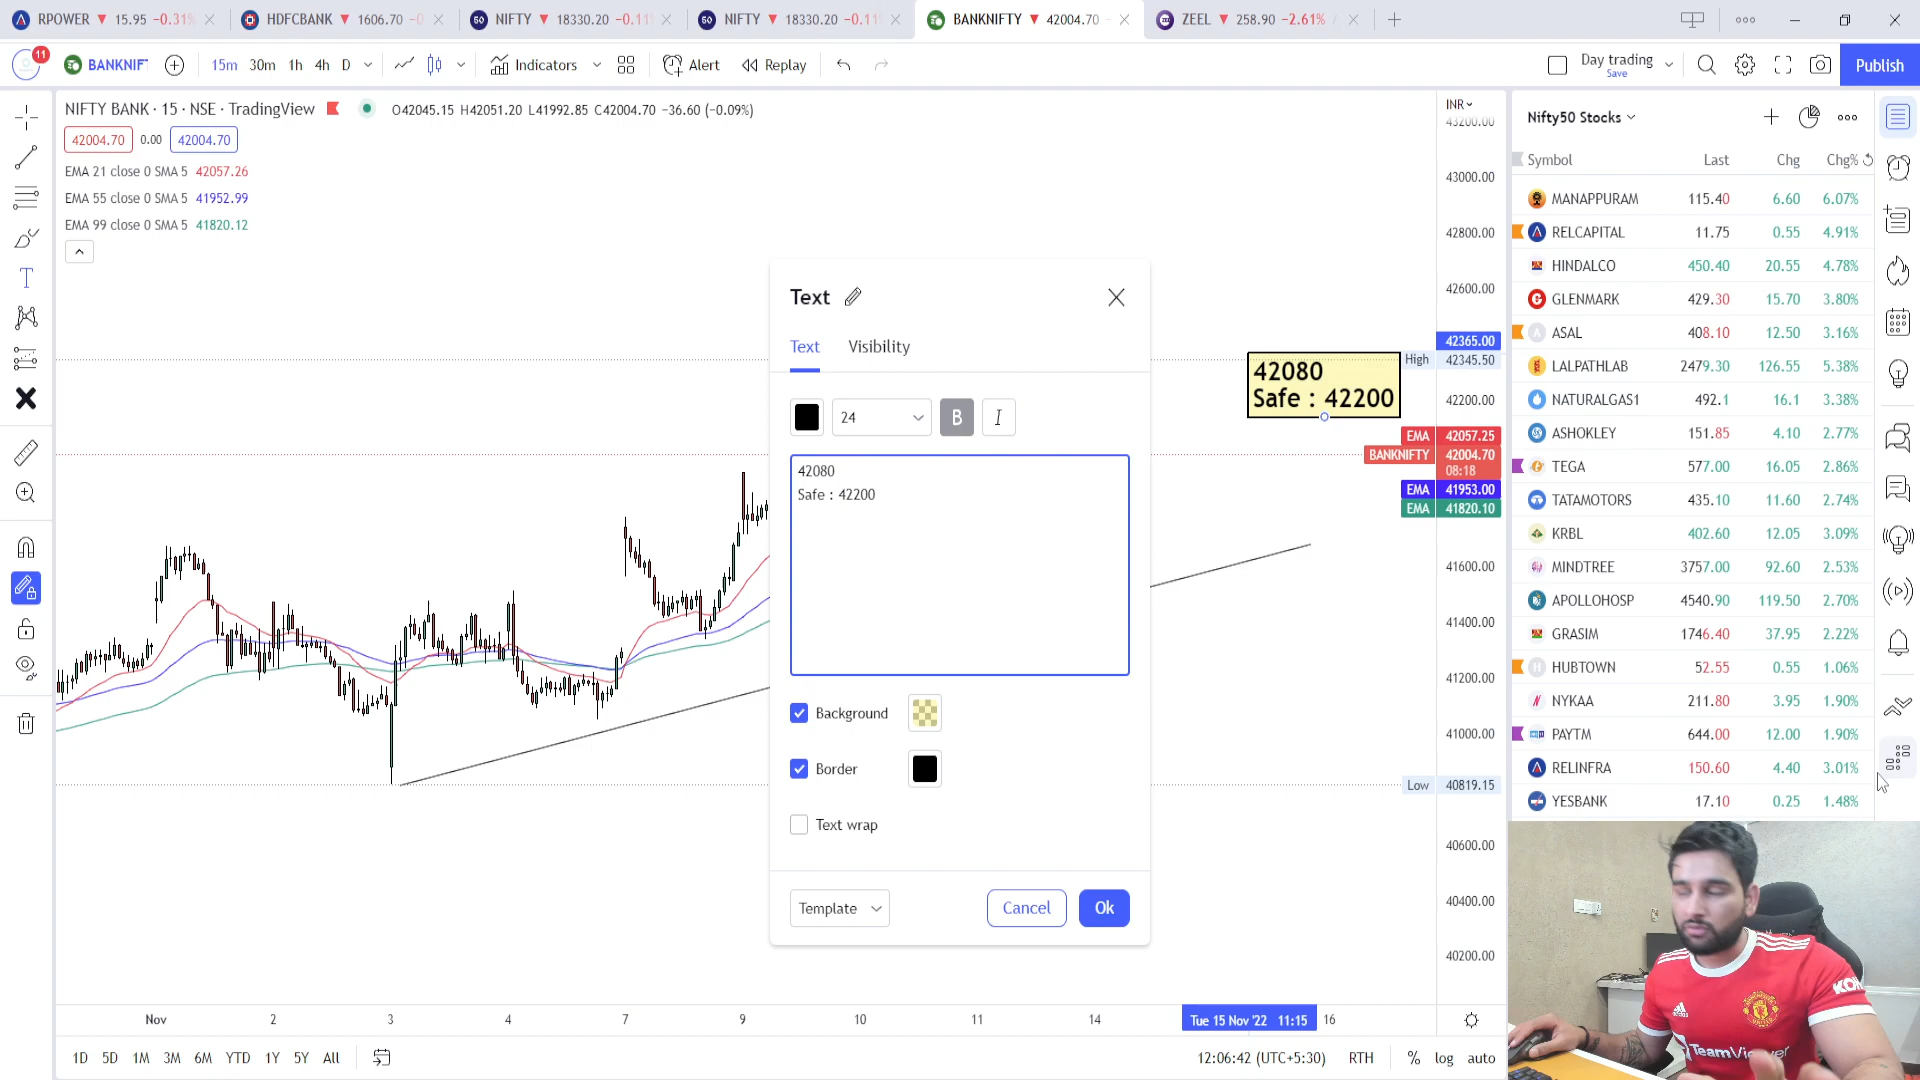 RPOWER ▼ 15.95 −0.31%
HDFCBANK ▼ 1606.70 −0
NIFTY ▼ 18330.20 −0.11
NIFTY ▼ 18330.20 −0.11
BANKNIFTY ▼ 42004.70
ZEEL ▼ 258.90 −2.61%
11
BANKNIF
15m 30m 1h 4h D
Indicators
Alert
Replay
Day trading
Save
Publish
NIFTY BANK · 15 · NSE · TradingView
O42045.15 H42051.20 L41992.85 C42004.70 −36.60 (−0.09%)
42004.70 0.00 42004.70
EMA 21 close 0 SMA 5 42057.26
EMA 55 close 0 SMA 5 41952.99
EMA 99 close 0 SMA 5 41820.12
Text
Text Visibility
24 B I
42080
Safe : 42200
Background
Border
Text wrap
Template Cancel Ok
42080
Safe : 42200
INR
43200.00
43000.00
42800.00
42600.00
42365.00
High 42345.50
42200.00
EMA 42057.25
BANKNIFTY 42004.70
08:18
EMA 41953.00
EMA 41820.10
41600.00
41400.00
41200.00
41000.00
Low 40819.15
40600.00
40400.00
40200.00
Nov 2 3 4 7 9 10 11 14 Tue 15 Nov '22 11:15 16
1D 5D 1M 3M 6M YTD 1Y 5Y All
12:06:42 (UTC+5:30) RTH % log auto
Nifty50 Stocks
Symbol Last Chg Chg%
MANAPPURAM 115.40 6.60 6.07%
RELCAPITAL 11.75 0.55 4.91%
HINDALCO 450.40 20.55 4.78%
GLENMARK 429.30 15.70 3.80%
ASAL 408.10 12.50 3.16%
LALPATHLAB 2479.30 126.55 5.38%
NATURALGAS1 492.1 16.1 3.38%
ASHOKLEY 151.85 4.10 2.77%
TEGA 577.00 16.05 2.86%
TATAMOTORS 435.10 11.60 2.74%
KRBL 402.60 12.05 3.09%
MINDTREE 3757.00 92.60 2.53%
APOLLOHOSP 4540.90 119.50 2.70%
GRASIM 1746.40 37.95 2.22%
HUBTOWN 52.55 0.55 1.06%
NYKAA 211.80 3.95 1.90%
PAYTM 644.00 12.00 1.90%
RELINFRA 150.60 4.40 3.01%
YESBANK 17.10 0.25 1.48%
KO
TeamViewer